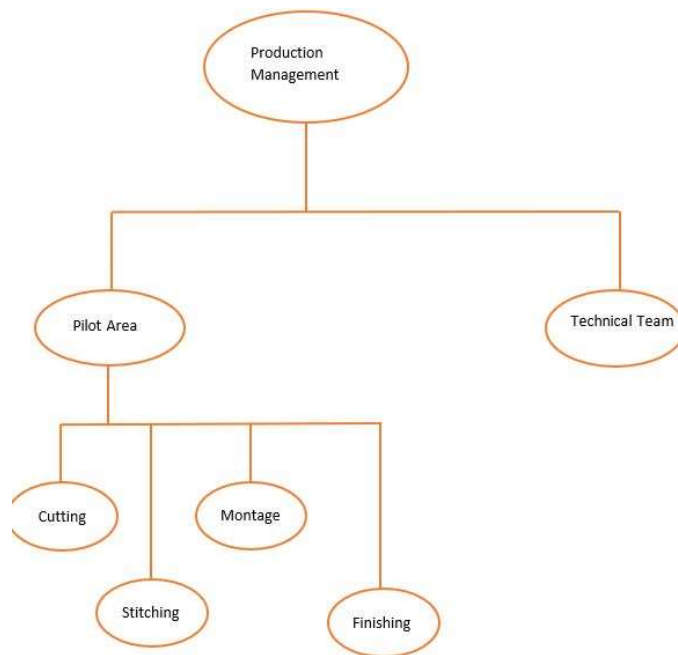 Production
Management
Pilot Area
Technical Team
Cutting
Montage
Stitching
Finishing